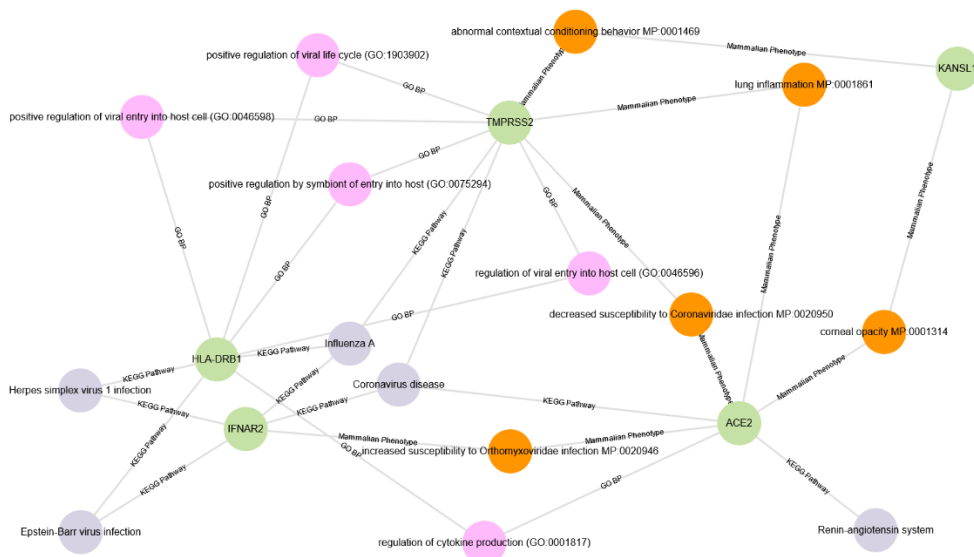 abnormal contextual conditioning behavior MP:0001469
positive regulation of viral life cycle (GO:1903902)
KANSL1
Mammalian Phenotype
GO BP
Mammalian Phenotype
lung inflammation MP:0001861
Mammalian Phenotype
positive regulation of viral entry into host cell (GO:0046598)
GO BP
TMPRSS2
GO BP
positive regulation by symbiont of entry into host (GO:0075294)
GO BP
GO BP
KEGG Pathway
KEGG Pathway
Mammalian Phenotype
Mammalian Phenotype
GO BP
GO BP
Mammalian Phenotype
regulation of viral entry into host cell (GO:0046596)
GO BP
decreased susceptibility to Coronaviridae infection MP:0020950
corneal opacity MP:0001314
Influenza A
KEGG Pathway
HLA-DRB1
KEGG Pathway
Herpes simplex virus 1 infection
KEGG Pathway
Coronavirus disease
Mammalian Phenotype
Mammalian Phenotype
KEGG Pathway
KEGG Pathway
KEGG Pathway
IFNAR2
ACE2
Mammalian Phenotype
Mammalian Phenotype
increased susceptibility to Orthomyxoviridae infection MP:0020946
KEGG Pathway
GO BP
KEGG Pathway
KEGG Pathway
GO BP
Epstein-Barr virus infection
Renin-angiotensin system
regulation of cytokine production (GO:0001817)